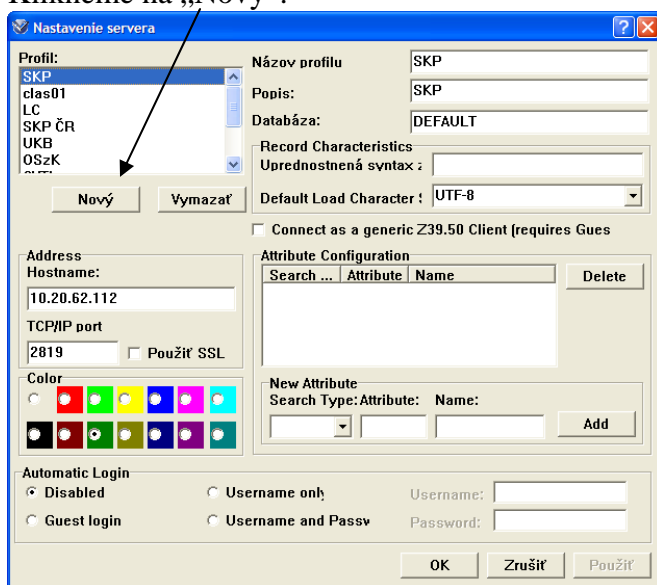 Klikneme na „Nový“.
Nastavenie servera
Profil:
SKP
clas01
LC
SKP ČR
UKB
OSzK
Nový
Vymazať
Názov profilu
SKP
Popis:
SKP
Databáza:
DEFAULT
Record Characteristics
Uprednostnená syntax z
Default Load Character
UTF-8
Connect as a generic Z39.50 Client (requires Gues
Address
Hostname:
10.20.62.112
TCP/IP port
2819
Použiť SSL
Color
Attribute Configuration
Search ...
Attribute
Name
Delete
New Attribute
Search Type:
Attribute:
Name:
Add
Automatic Login
Disabled
Username only
Guest login
Username and Passw
Username:
Password:
OK
Zrušiť
Použiť